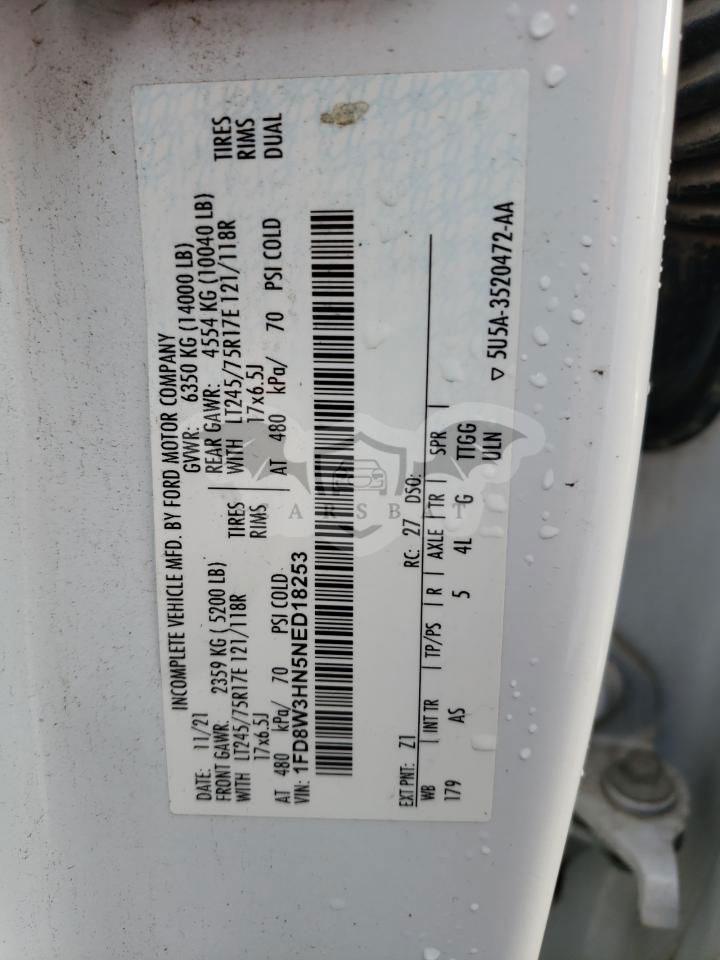 INCOMPLETE VEHICLE MFD. BY FORD MOTOR COMPANY
DATE: 11/21 GVWR: 6350 KG (14000 LB)
FRONT GAWR: 2359 KG ( 5200 LB) REAR GAWR: 4554 KG (10040 LB)
WITH LT245/75R17E 121/118R TIRES WITH LT245/75R17E 121/118R TIRES
17x6.5J RIMS 17x6.5J RIMS
AT 480 kPa/ 70 PSI COLD AT 480 kPa/ 70 PSI COLD DUAL
VIN: 1FD8W3HN5NED18253
EXT PNT: Z1 RC: 27 DSO:
WB INT TR TP/PS R AXLE TR SPR
179 AS 5 4L G TTGG
ULN
▽ 5U5A-3520472-AA
CARSBAT